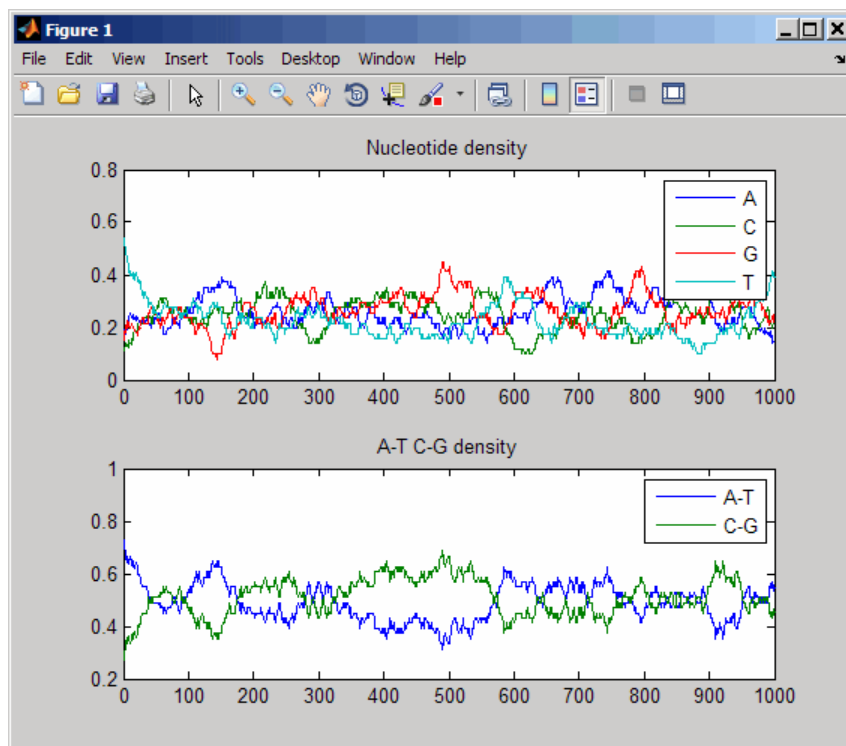 Figure 1
File Edit View Insert Tools Desktop Window Help
Nucleotide density
0.8
0.6
0.4
0.2
0
A
C
G
T
0 100 200 300 400 500 600 700 800 900 1000
A-T C-G density
1
0.8
0.6
0.4
0.2
A-T
C-G
0 100 200 300 400 500 600 700 800 900 1000